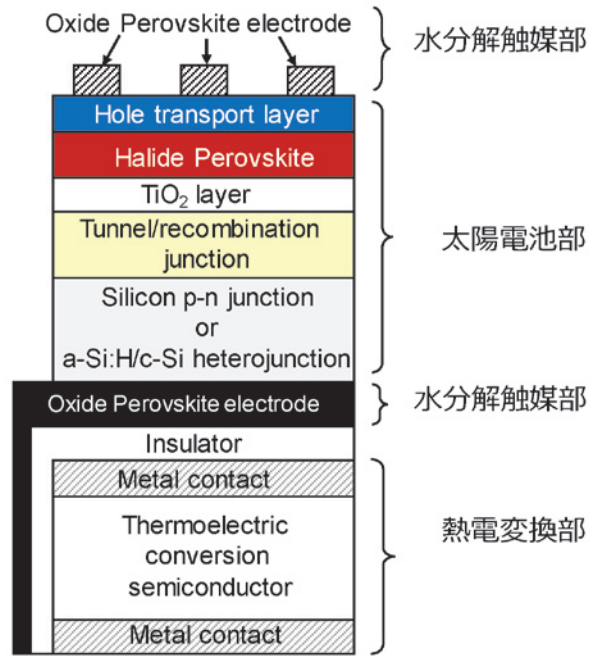 Oxide Perovskite electrode
水分解触媒部
Hole transport layer
Halide Perovskite
TiO₂ layer
Tunnel/recombination
junction
太陽電池部
Silicon p-n junction
or
a-Si:H/c-Si heterojunction
Oxide Perovskite electrode
水分解触媒部
Insulator
Metal contact
Thermoelectric
conversion
semiconductor
熱電変換部
Metal contact